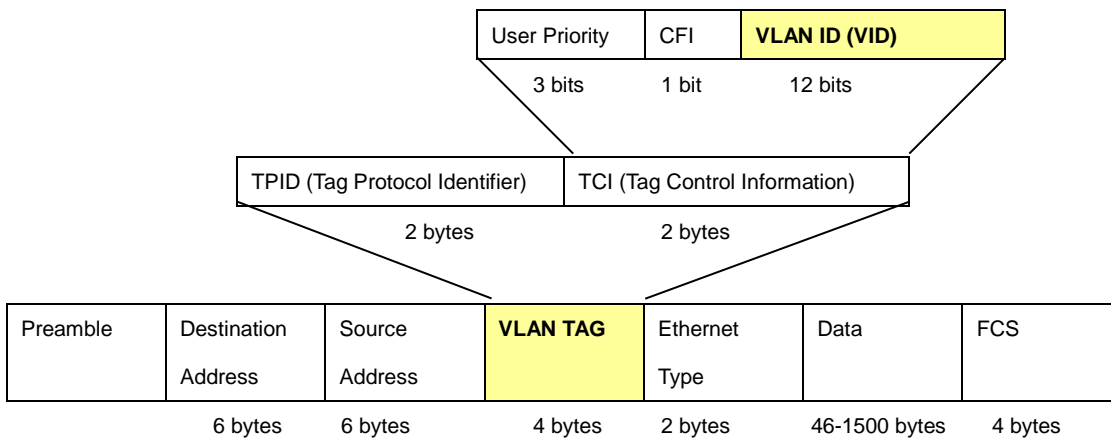 User Priority CFI VLAN ID (VID)
3 bits 1 bit 12 bits
TPID (Tag Protocol Identifier) TCI (Tag Control Information)
2 bytes 2 bytes
Preamble Destination Source VLAN TAG Ethernet Data FCS
Address Address Type
6 bytes 6 bytes 4 bytes 2 bytes 46-1500 bytes 4 bytes